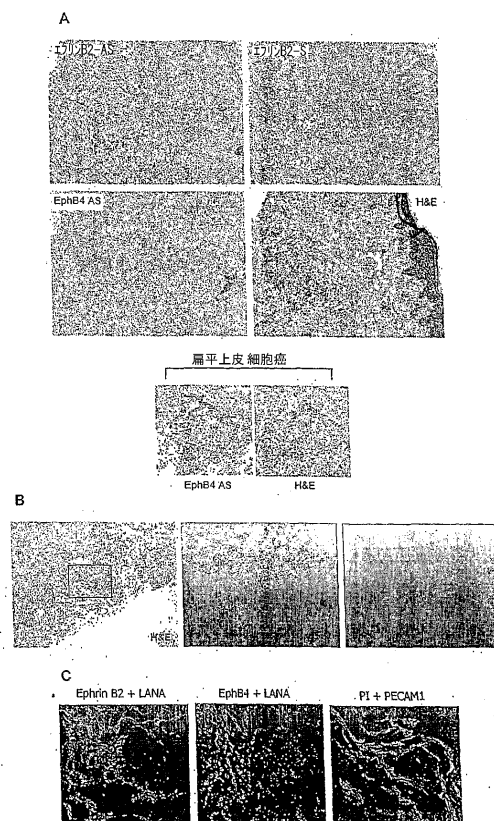 A
エフリンB2-AS
エフリンB2-S
EphB4 AS
H&E
扁平上皮細胞癌
EphB4 AS
H&E
B
H&E
C
Ephrin B2 + LANA
EphB4 + LANA
PI + PECAM1